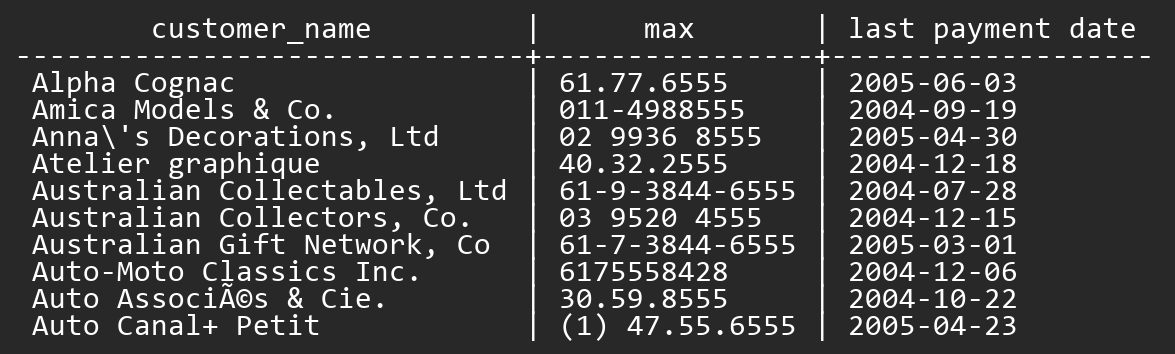 customer_name | max | last payment date
------------------------------+-----------------+-------------------
Alpha Cognac | 61.77.6555 | 2005-06-03
Amica Models & Co. | 011-4988555 | 2004-09-19
Anna\'s Decorations, Ltd | 02 9936 8555 | 2005-04-30
Atelier graphique | 40.32.2555 | 2004-12-18
Australian Collectables, Ltd | 61-9-3844-6555 | 2004-07-28
Australian Collectors, Co. | 03 9520 4555 | 2004-12-15
Australian Gift Network, Co | 61-7-3844-6555 | 2005-03-01
Auto-Moto Classics Inc. | 6175558428 | 2004-12-06
Auto AssociÃ©s & Cie. | 30.59.8555 | 2004-10-22
Auto Canal+ Petit | (1) 47.55.6555 | 2005-04-23